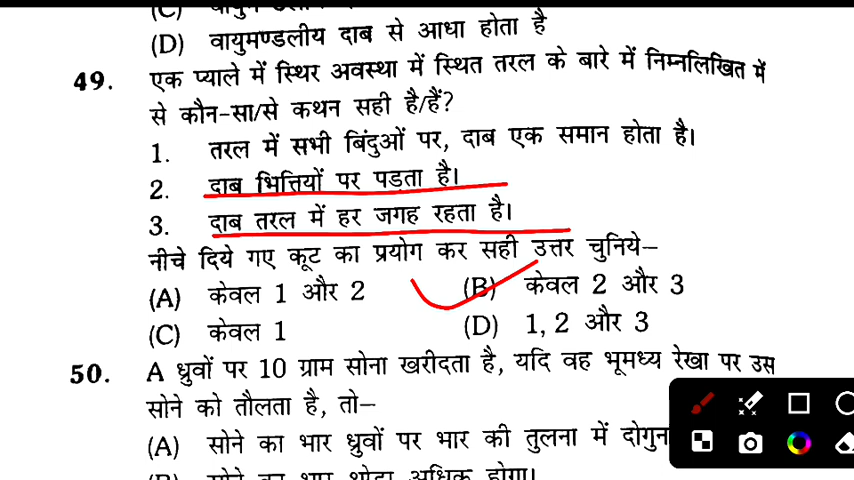 (C)
(D) वायुमण्डलीय दाब से आधा होता है
49. एक प्याले में स्थिर अवस्था में स्थित तरल के बारे में निम्नलिखित में
से कौन-सा/से कथन सही है/हैं?
1. तरल में सभी बिंदुओं पर, दाब एक समान होता है।
2. दाब भित्तियों पर पड़ता है।
3. दाब तरल में हर जगह रहता है।
नीचे दिये गए कूट का प्रयोग कर सही उत्तर चुनिये–
(A) केवल 1 और 2 (B) केवल 2 और 3
(C) केवल 1 (D) 1, 2 और 3
50. A ध्रुवों पर 10 ग्राम सोना खरीदता है, यदि वह भूमध्य रेखा पर उस
सोने को तौलता है, तो–
(A) सोने का भार ध्रुवों पर भार की तुलना में
सोने का भार थोड़ा अधिक होगा।